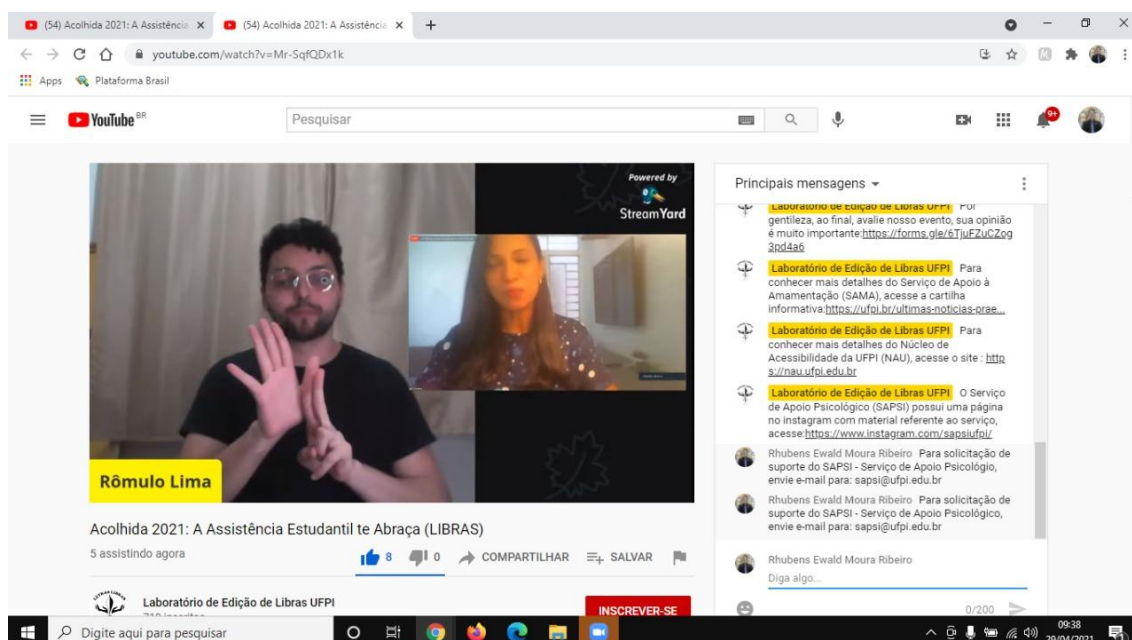 (54) Acolhida 2021: A Assistência
(54) Acolhida 2021: A Assistência
youtube.com/watch?v=Mr-SqfQDx1k
Apps
Plataforma Brasil
YouTube BR
Pesquisar
9+
Powered by
StreamYard
Rômulo Lima
Acolhida 2021: A Assistência Estudantil te Abraça (LIBRAS)
5 assistindo agora
8
0
COMPARTILHAR
SALVAR
Laboratório de Edição de Libras UFPI
INSCREVER-SE
Principais mensagens
Laboratório de Edição de Libras UFPI Por
gentileza, ao final, avalie nosso evento, sua opinião
é muito importante:https://forms.gle/6TjuFZuCZog
3pd4a6
Laboratório de Edição de Libras UFPI Para
conhecer mais detalhes do Serviço de Apoio à
Amamentação (SAMA), acesse a cartilha
informativa:https://ufpi.br/ultimas-noticias-prae...
Laboratório de Edição de Libras UFPI Para
conhecer mais detalhes do Núcleo de
Acessibilidade da UFPI (NAU), acesse o site : http
s://nau.ufpi.edu.br
Laboratório de Edição de Libras UFPI O Serviço
de Apoio Psicológico (SAPSI) possui uma página
no instagram com material referente ao serviço,
acesse:https://www.instagram.com/sapsiufpi/
Rhubens Ewald Moura Ribeiro Para solicitação de
suporte do SAPSI - Serviço de Apoio Psicológio,
envie e-mail para: sapsi@ufpi.edu.br
Rhubens Ewald Moura Ribeiro Para solicitação de
suporte do SAPSI - Serviço de Apoio Psicológico,
envie e-mail para: sapsi@ufpi.edu.br
Rhubens Ewald Moura Ribeiro
Diga algo...
0/200
Digite aqui para pesquisar
09:38
29/04/2021